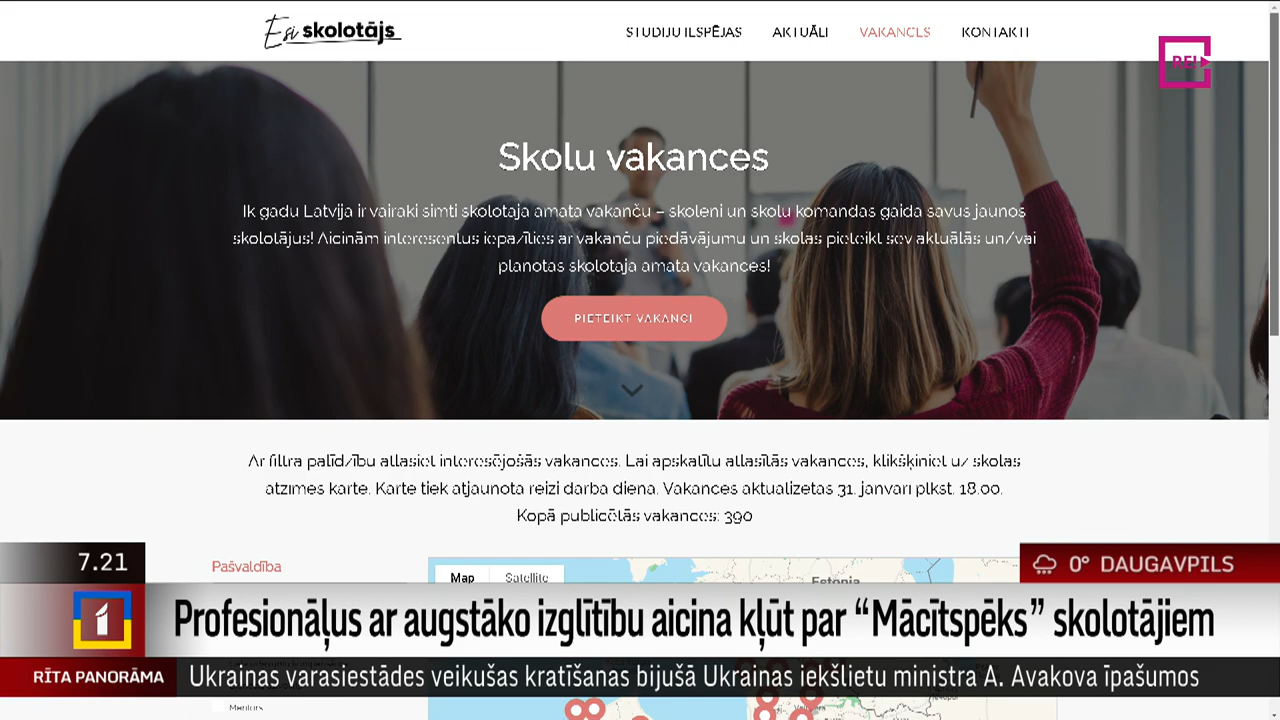 Esi skolotājs
STUDIJU IESPĒJAS AKTUĀLI VAKANCES KONTAKTI
RE!
Skolu vakances
Ik gadu Latvijā ir vairāki simti skolotāja amata vakanču – skolēni un skolu komandas gaida savus jaunos
skolotājus! Aicinām interesentus iepazīties ar vakanču piedāvājumu un skolas pieteikt sev aktuālās un/vai
plānotās skolotāja amata vakances!
PIETEIKT VAKANCI
Ar filtra palīdzību atlasiet interesējošās vakances. Lai apskatītu atlasītās vakances, klikšķiniet uz skolas
atzīmes kartē. Karte tiek atjaunota reizi darba dienā. Vakances aktualizētas 31. janvārī plkst. 18.00.
Kopā publicētās vakances: 390
7.21
Pašvaldība
Map Satellite
Estonia
0° DAUGAVPILS
1
Profesionāļus ar augstāko izglītību aicina kļūt par “Mācītspēks” skolotājiem
RĪTA PANORĀMA
Ukrainas varasiestādes veikušas kratīšanas bijušā Ukrainas iekšlietu ministra A. Avakova īpašumos
Mentors